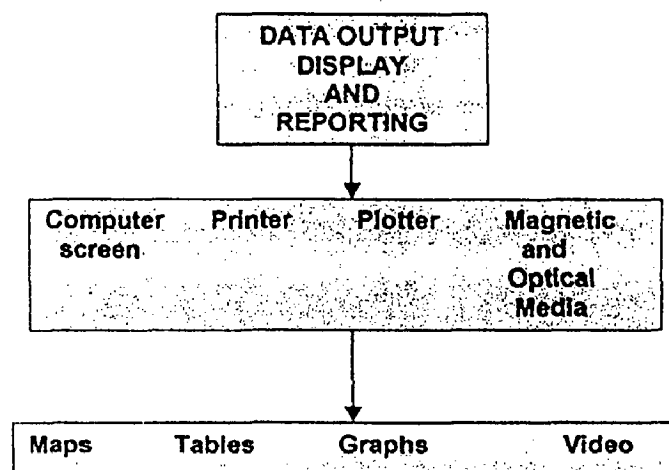 DATA OUTPUT
DISPLAY
AND
REPORTING
Computer screen
Printer
Plotter
Magnetic and Optical Media
Maps
Tables
Graphs
Video